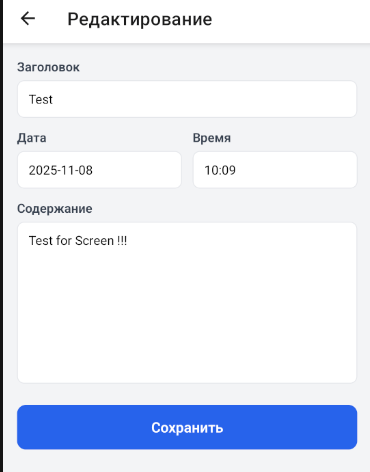 Редактирование
Заголовок
Test
Дата Время
2025-11-08 10:09
Содержание
Test for Screen !!!
Сохранить